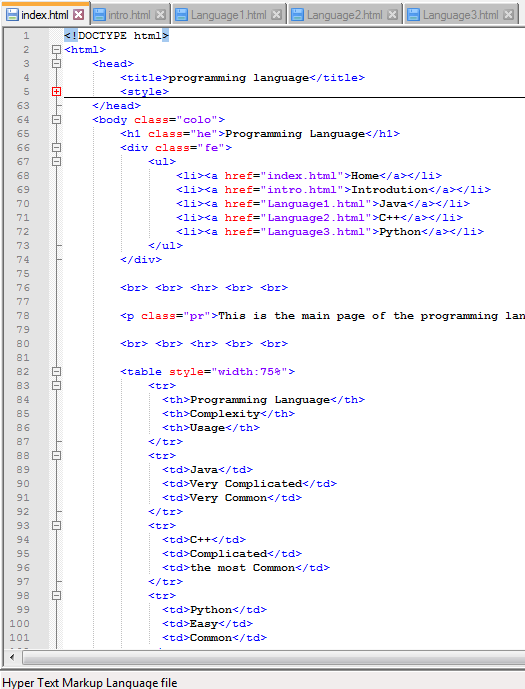 index.html intro.html Language1.html Language2.html Language3.html
1 <!DOCTYPE html>
2 <html>
3 <head>
4 <title>programming language</title>
5 <style>
63 </head>
64 <body class="colo">
65 <h1 class="he">Programming Language</h1>
66 <div class="fe">
67 <ul>
68 <li><a href="index.html">Home</a></li>
69 <li><a href="intro.html">Introdution</a></li>
70 <li><a href="Language1.html">Java</a></li>
71 <li><a href="Language2.html">C++</a></li>
72 <li><a href="Language3.html">Python</a></li>
73 </ul>
74 </div>
75
76 <br> <br> <hr> <br> <br>
77
78 <p class="pr">This is the main page of the programming lan
79
80 <br> <br> <hr> <br> <br>
81
82 <table style="width:75%">
83 <tr>
84 <th>Programming Language</th>
85 <th>Complexity</th>
86 <th>Usage</th>
87 </tr>
88 <tr>
89 <td>Java</td>
90 <td>Very Complicated</td>
91 <td>Very Common</td>
92 </tr>
93 <tr>
94 <td>C++</td>
95 <td>Complicated</td>
96 <td>the most Common</td>
97 </tr>
98 <tr>
99 <td>Python</td>
100 <td>Easy</td>
101 <td>Common</td>
Hyper Text Markup Language file